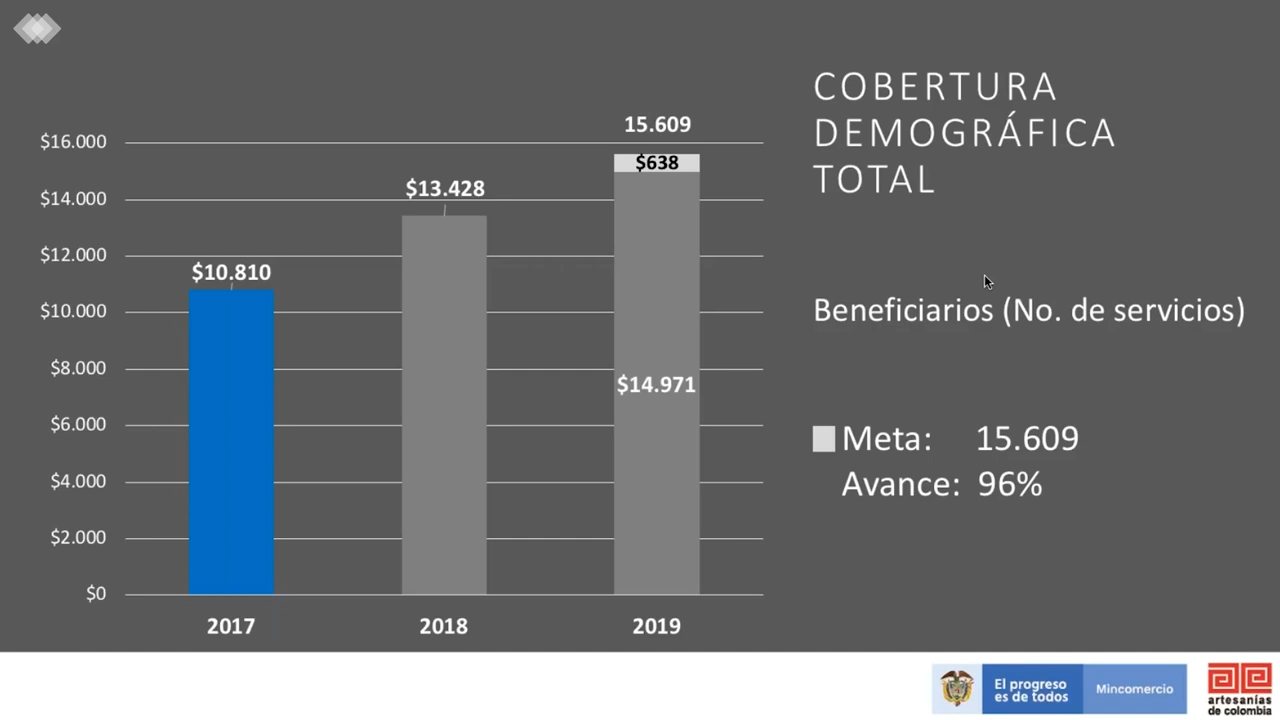 COBERTURA
DEMOGRÁFICA
TOTAL
15.609
$16.000
$638
$13.428
$14.000
$12.000
$10.810
$10.000
$8.000
$14.971
$6.000
$4.000
$2.000
$0
2017
2018
2019
Beneficiarios (No. de servicios)
Meta: 15.609
Avance: 96%
El progreso
es de todos
Mincomercio
artesanías
de colombia